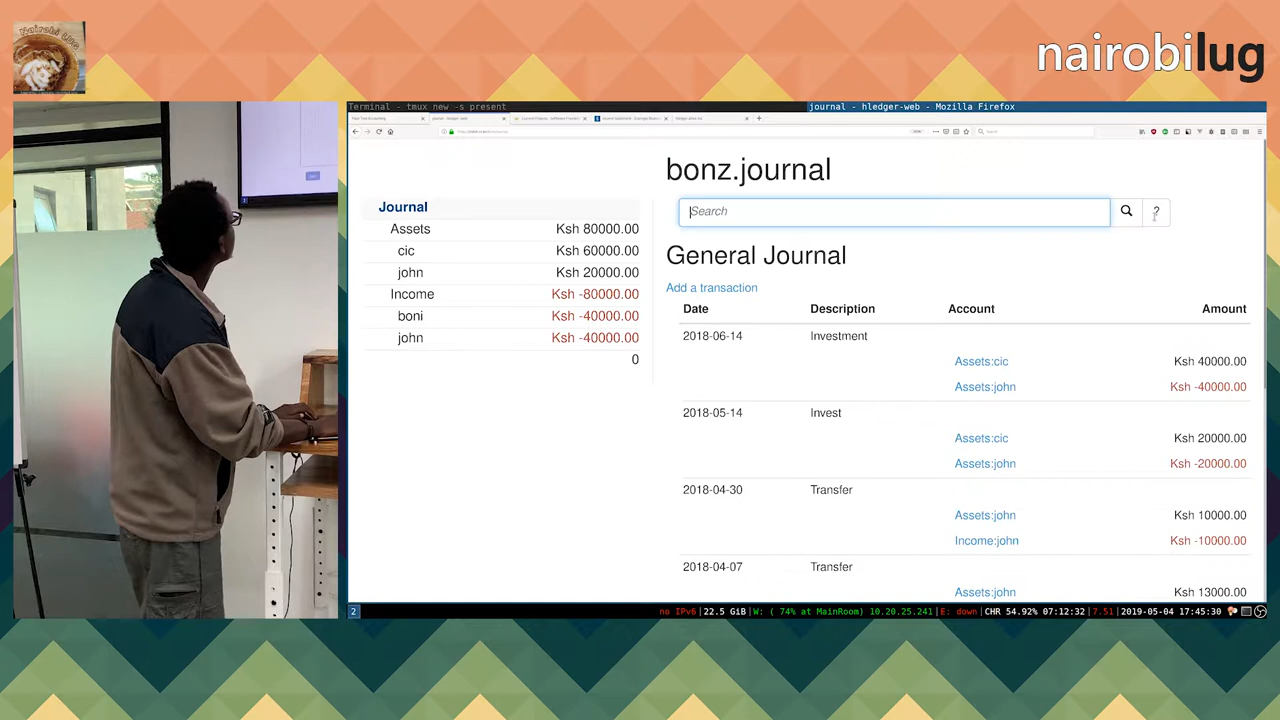 Nairobi LUG
nairobilug
Terminal - tmux new -s present
journal - hledger-web - Mozilla Firefox
Search
bonz.journal
Journal
Assets Ksh 80000.00
cic Ksh 60000.00
john Ksh 20000.00
Income Ksh -80000.00
boni Ksh -40000.00
john Ksh -40000.00
0
Search
?
General Journal
Add a transaction
Date Description Account Amount
2018-06-14 Investment
Assets:cic Ksh 40000.00
Assets:john Ksh -40000.00
2018-05-14 Invest
Assets:cic Ksh 20000.00
Assets:john Ksh -20000.00
2018-04-30 Transfer
Assets:john Ksh 10000.00
Income:john Ksh -10000.00
2018-04-07 Transfer
Assets:john Ksh 13000.00
2 no IPv6|22.5 GiB|W: ( 74% at MainRoom) 10.20.25.241|E: down|CHR 54.92% 07:12:32|7.51|2019-05-04 17:45:30